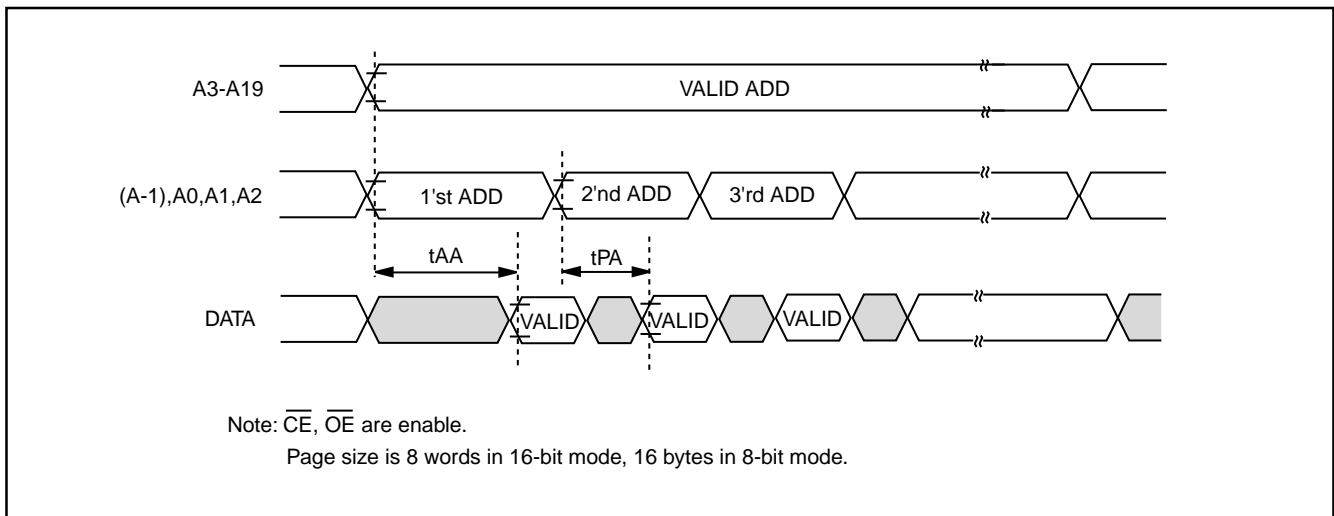 A3-A19
VALID ADD
(A-1),A0,A1,A2
1'st ADD
2'nd ADD
3'rd ADD
tAA
tPA
DATA
VALID
VALID
VALID
Note: C̅E̅, O̅E̅ are enable.
Page size is 8 words in 16-bit mode, 16 bytes in 8-bit mode.